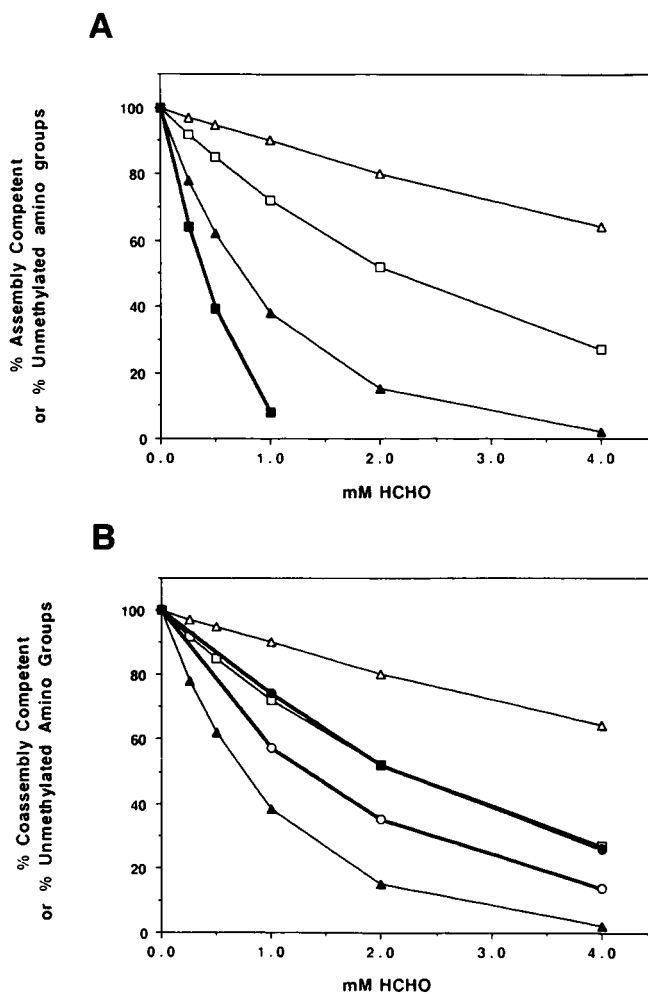 A
% Assembly Competent
or % Unmethylated amino groups
100
80
60
40
20
0
0.0 1.0 2.0 3.0 4.0
mM HCHO
B
% Coassembly Competent
or % Unmethylated Amino Groups
100
80
60
40
20
0
0.0 1.0 2.0 3.0 4.0
mM HCHO